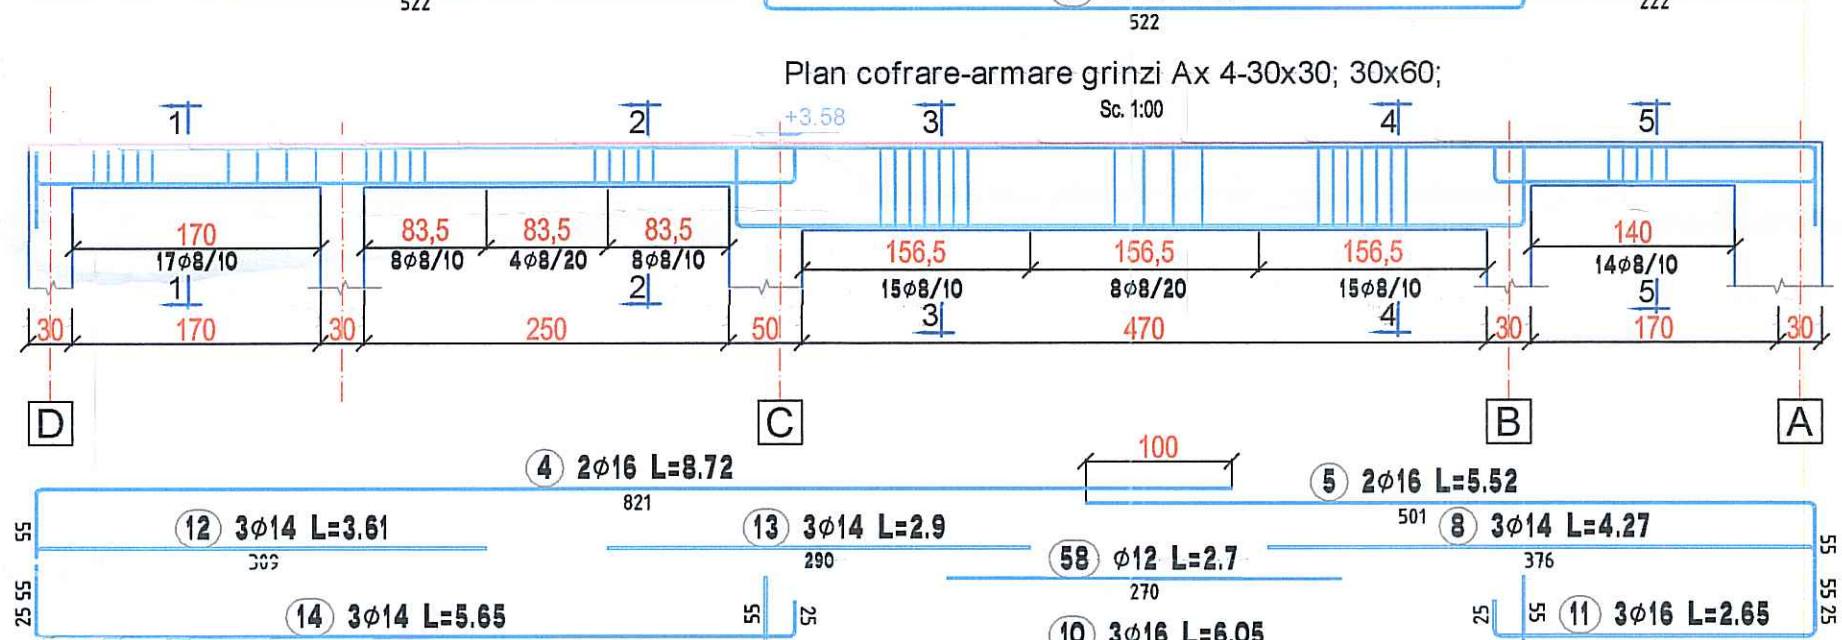 522
522
222
Plan cofrare-armare grinzi Ax 4-30x30; 30x60;
Sc. 1:00
+3.58
1 2 3 4 5
170 83,5 83,5 83,5 156,5 156,5 156,5 140
17φ8/10 8φ8/10 4φ8/20 8φ8/10 15φ8/10 8φ8/20 15φ8/10 14φ8/10
1 2 3 4 5
30 170 30 250 50 470 30 170 30
D C B A
100
4 2φ16 L=8.72
821
5 2φ16 L=5.52
501
55 12 3φ14 L=3.61
309
13 3φ14 L=2.9
290
8 3φ14 L=4.27
376
55
58 φ12 L=2.7
270
25 55 14 3φ14 L=5.65
55 25
10 3φ16 L=6.05
25 55 11 3φ16 L=2.65
55 25